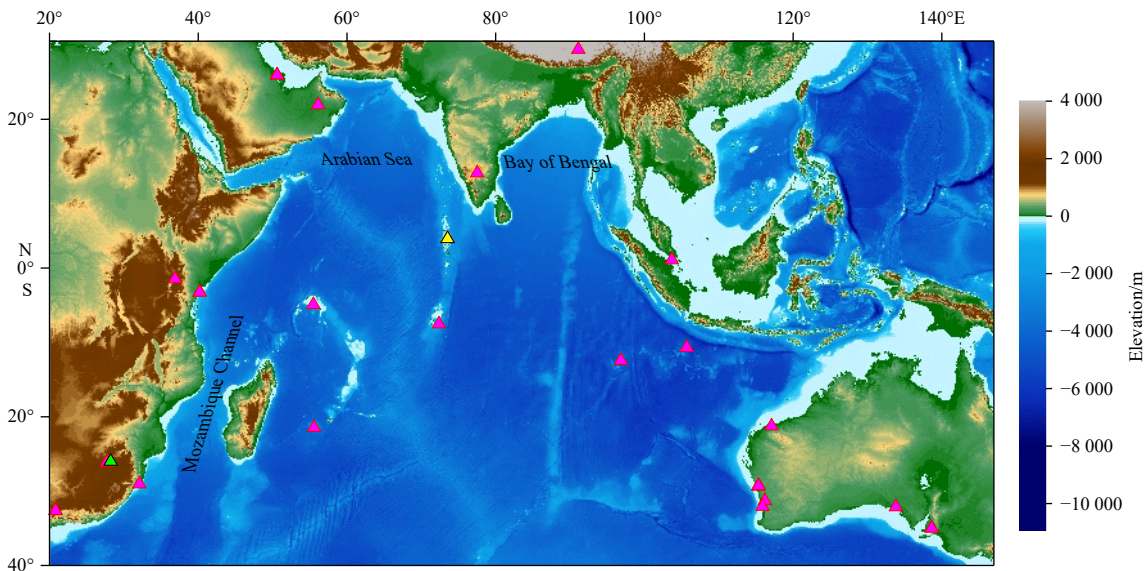 20° 40° 60° 80° 100° 120° 140°E
4 000
20°
Arabian Sea
Bay of Bengal
2 000
0
N
0°
S
−2 000
Elevation/m
−4 000
Mozambique Channel
−6 000
20°
−8 000
−10 000
40°